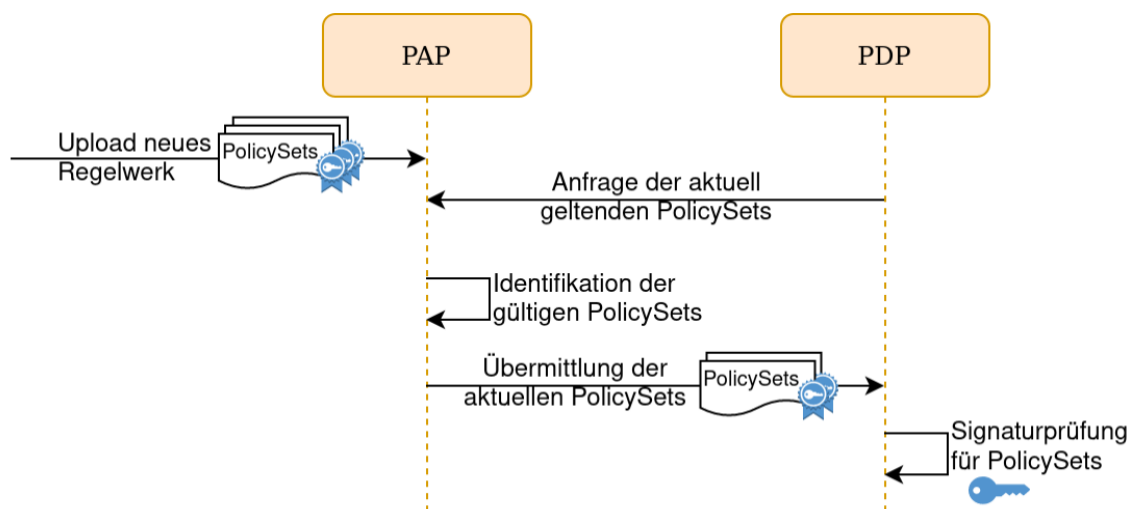 PAP
PDP
Upload neues
Regelwerk
PolicySets
Anfrage der aktuell
geltenden PolicySets
Identifikation der
gültigen PolicySets
Übermittlung der
aktuellen PolicySets
PolicySets
Signaturprüfung
für PolicySets